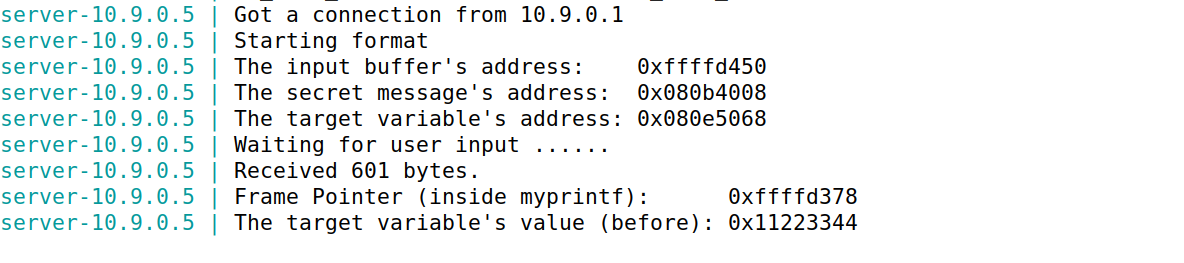 server-10.9.0.5 | Got a connection from 10.9.0.1
server-10.9.0.5 | Starting format
server-10.9.0.5 | The input buffer's address:    0xffffd450
server-10.9.0.5 | The secret message's address:  0x080b4008
server-10.9.0.5 | The target variable's address: 0x080e5068
server-10.9.0.5 | Waiting for user input ......
server-10.9.0.5 | Received 601 bytes.
server-10.9.0.5 | Frame Pointer (inside myprintf):      0xffffd378
server-10.9.0.5 | The target variable's value (before): 0x11223344